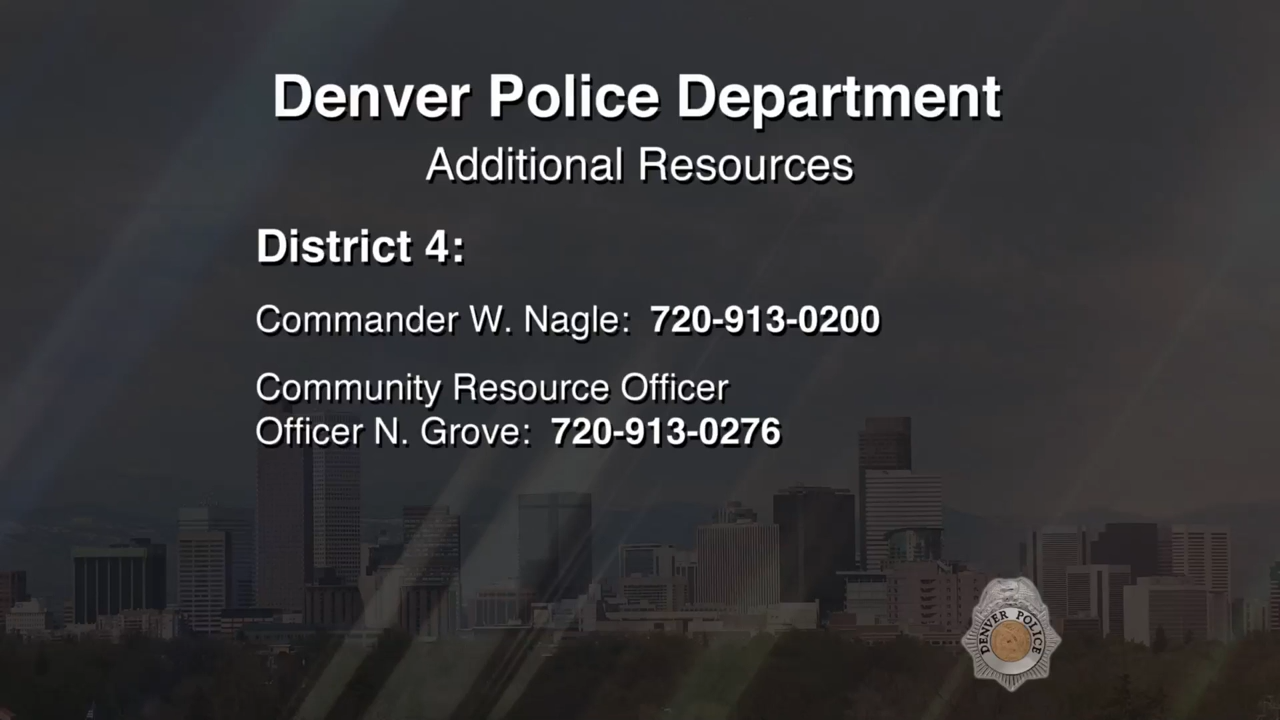 Denver Police Department
Additional Resources
District 4:
Commander W. Nagle: 720-913-0200
Community Resource Officer
Officer N. Grove: 720-913-0276
DENVER POLICE